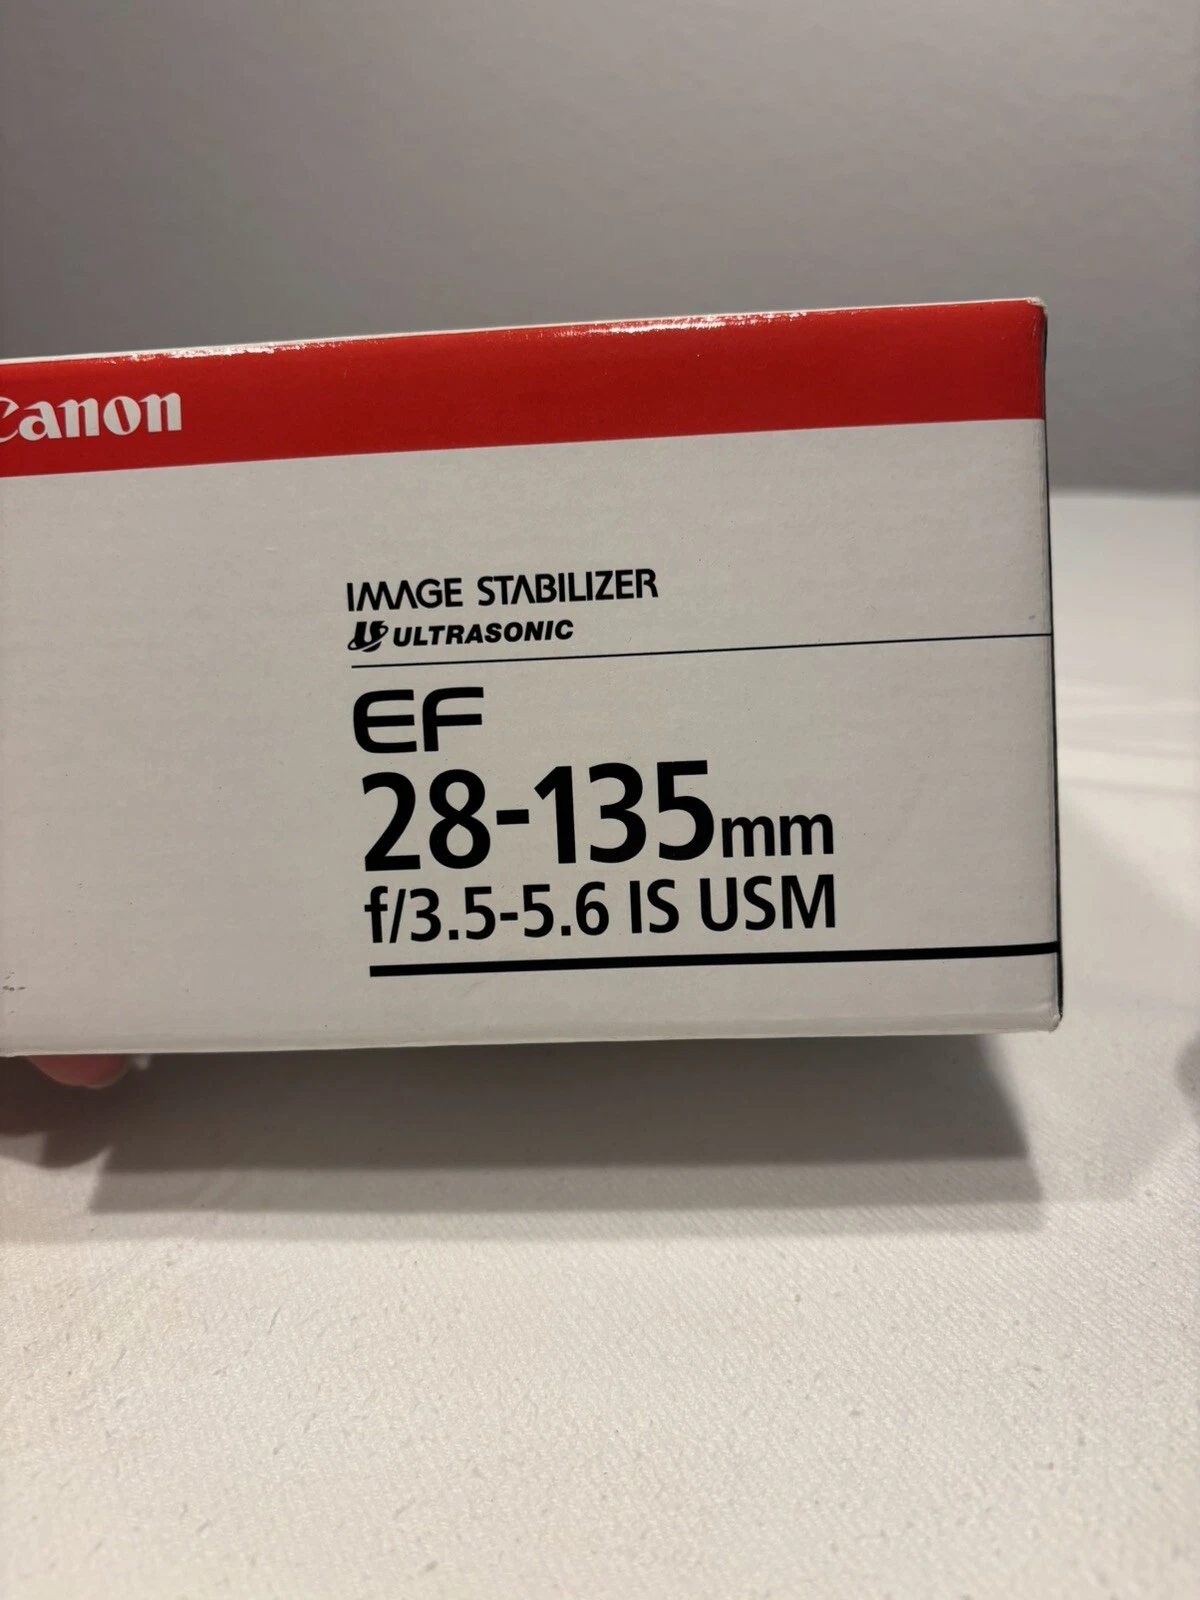 Canon
IMAGE STABILIZER
ULTRASONIC
EF
28-135mm
f/3.5-5.6 IS USM